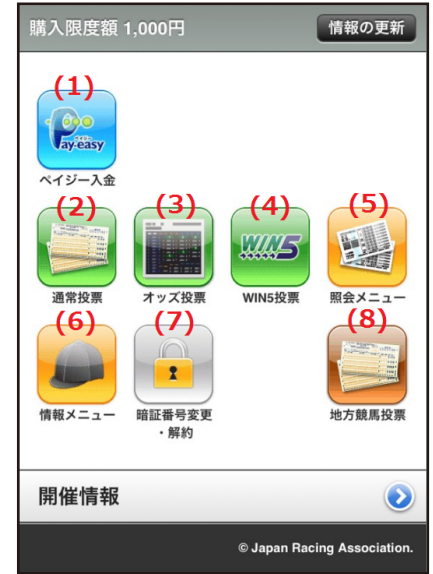 購入限度額 1,000円 情報の更新
(1)
Pay-easy
ペイジー
ペイジー入金
(2) (3) (4) (5)
WIN5
通常投票 オッズ投票 WIN5投票 照会メニュー
(6) (7) (8)
情報メニュー 暗証番号変更・解約 地方競馬投票
開催情報
© Japan Racing Association.